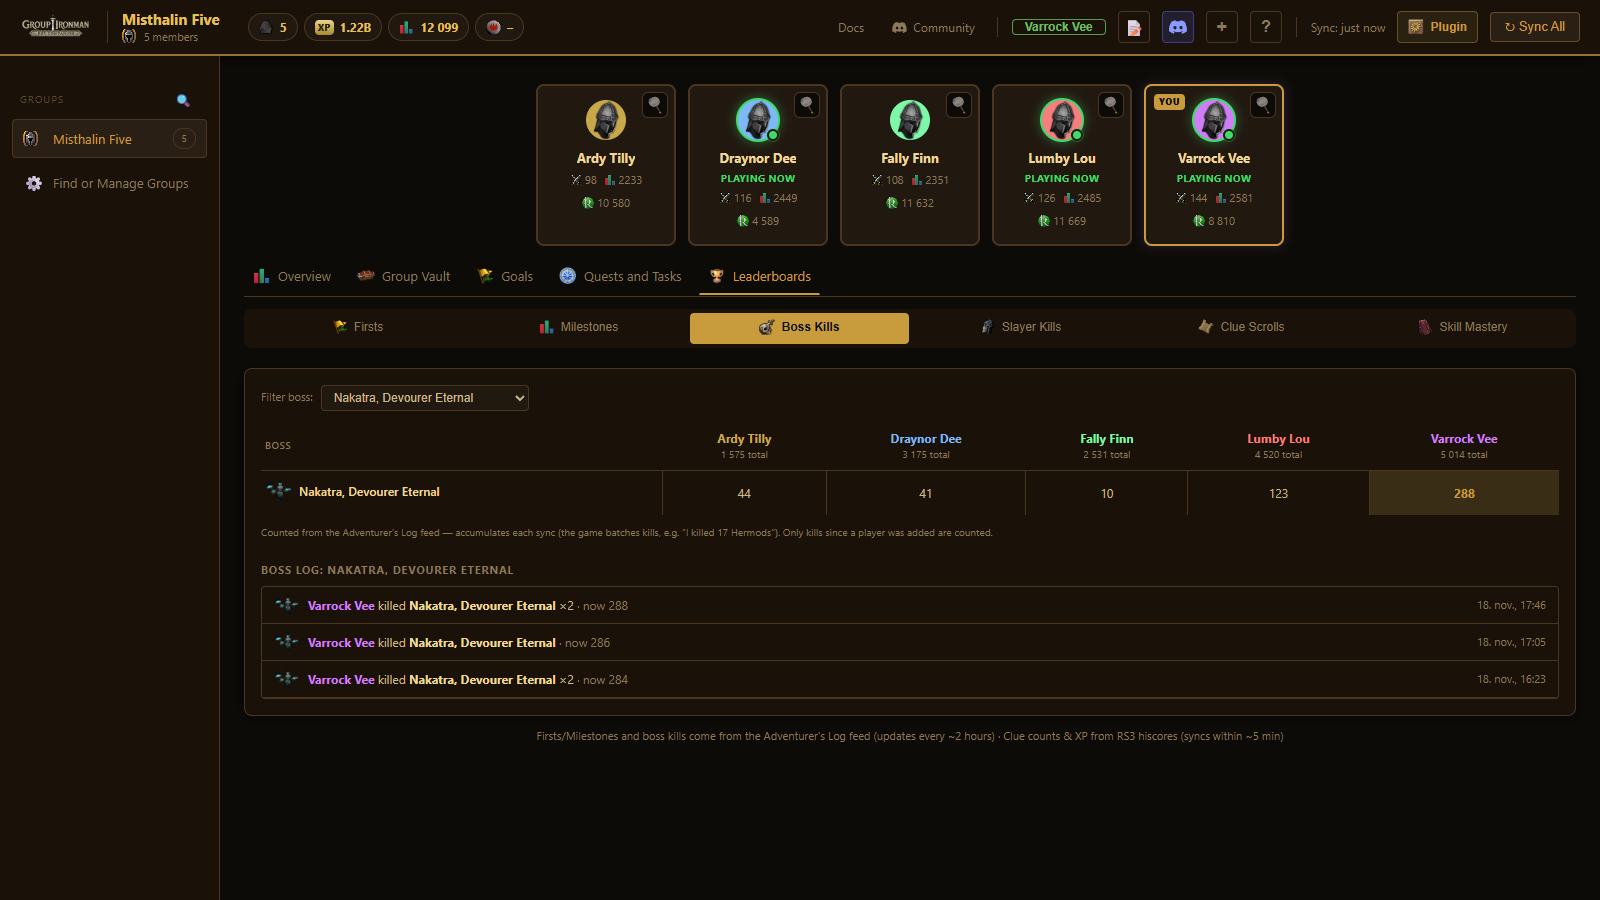 GROUP IRONMAN
Misthalin Five
5 members
5
XP 1.22B
12 099
–
Docs
Community
Varrock Vee
+
?
Sync: just now
Plugin
↻ Sync All
GROUPS
Misthalin Five
5
Find or Manage Groups
Ardy Tilly
98 2233
10 580
Draynor Dee
PLAYING NOW
116 2449
4 589
Fally Finn
108 2351
11 632
Lumby Lou
PLAYING NOW
126 2485
11 669
YOU
Varrock Vee
PLAYING NOW
144 2581
8 810
Overview
Group Vault
Goals
Quests and Tasks
Leaderboards
Firsts
Milestones
Boss Kills
Slayer Kills
Clue Scrolls
Skill Mastery
Filter boss: Nakatra, Devourer Eternal
BOSS
Ardy Tilly
1 575 total
Draynor Dee
3 175 total
Fally Finn
2 531 total
Lumby Lou
4 520 total
Varrock Vee
5 014 total
Nakatra, Devourer Eternal 44 41 10 123 288
Counted from the Adventurer's Log feed — accumulates each sync (the game batches kills, e.g. "I killed 17 Hermods"). Only kills since a player was added are counted.
BOSS LOG: NAKATRA, DEVOURER ETERNAL
Varrock Vee killed Nakatra, Devourer Eternal ×2 · now 288 18. nov., 17:46
Varrock Vee killed Nakatra, Devourer Eternal · now 286 18. nov., 17:05
Varrock Vee killed Nakatra, Devourer Eternal ×2 · now 284 18. nov., 16:23
Firsts/Milestones and boss kills come from the Adventurer's Log feed (updates every ~2 hours) · Clue counts & XP from RS3 hiscores (syncs within ~5 min)